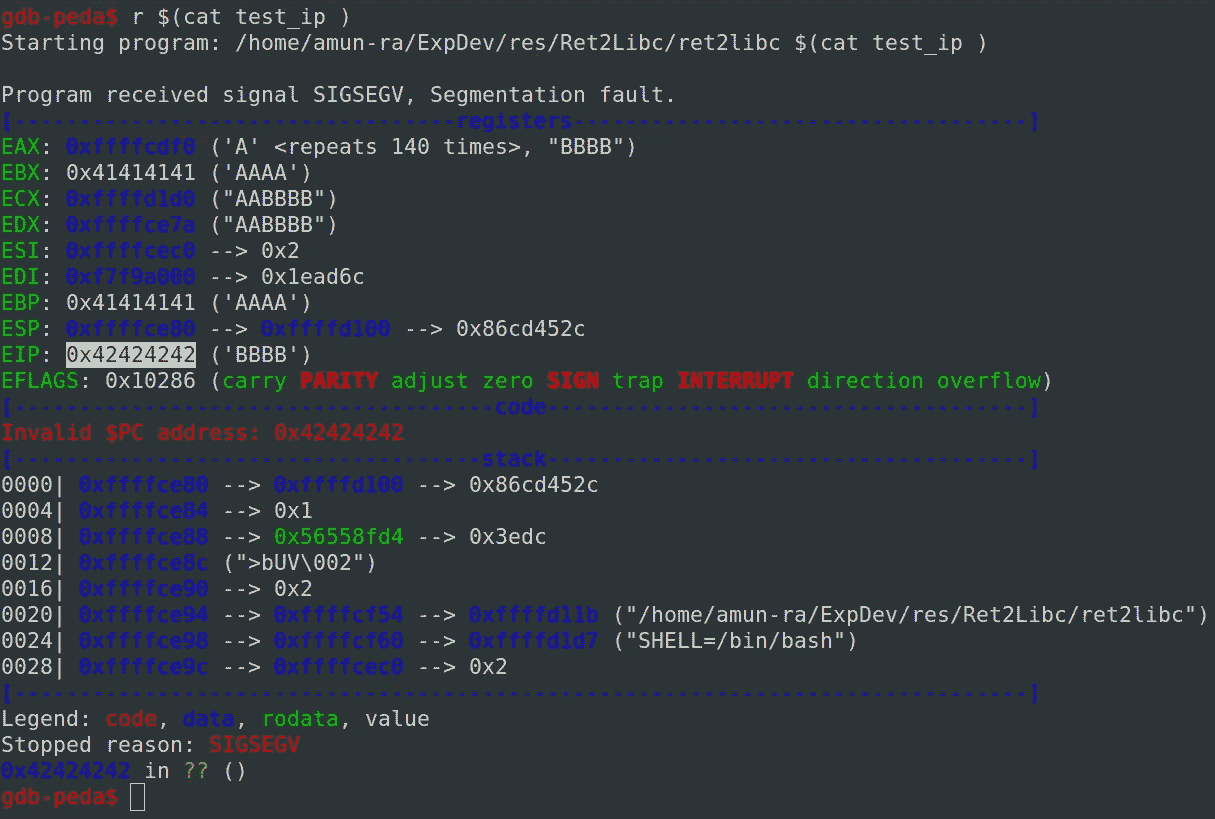 gdb-peda$ r $(cat test_ip )
Starting program: /home/amun-ra/ExpDev/res/Ret2Libc/ret2libc $(cat test_ip )
Program received signal SIGSEGV, Segmentation fault.
[----------------------------------registers-----------------------------------]
EAX: 0xffffcdf0 ('A' <repeats 140 times>, "BBBB")
EBX: 0x41414141 ('AAAA')
ECX: 0xffffd1d0 ("AABBBB")
EDX: 0xffffce7a ("AABBBB")
ESI: 0xffffcec0 --> 0x2
EDI: 0xf7f9a000 --> 0x1ead6c
EBP: 0x41414141 ('AAAA')
ESP: 0xffffce80 --> 0xffffd100 --> 0x86cd452c
EIP: 0x42424242 ('BBBB')
EFLAGS: 0x10286 (carry PARITY adjust zero SIGN trap INTERRUPT direction overflow)
[-------------------------------------code-------------------------------------]
Invalid $PC address: 0x42424242
[------------------------------------stack-------------------------------------]
0000| 0xffffce80 --> 0xffffd100 --> 0x86cd452c
0004| 0xffffce84 --> 0x1
0008| 0xffffce88 --> 0x56558fd4 --> 0x3edc
0012| 0xffffce8c (">bUV\002")
0016| 0xffffce90 --> 0x2
0020| 0xffffce94 --> 0xffffcf54 --> 0xffffd11b ("/home/amun-ra/ExpDev/res/Ret2Libc/ret2libc")
0024| 0xffffce98 --> 0xffffcf60 --> 0xffffd1d7 ("SHELL=/bin/bash")
0028| 0xffffce9c --> 0xffffcec0 --> 0x2
[------------------------------------------------------------------------------]
Legend: code, data, rodata, value
Stopped reason: SIGSEGV
0x42424242 in ?? ()
gdb-peda$